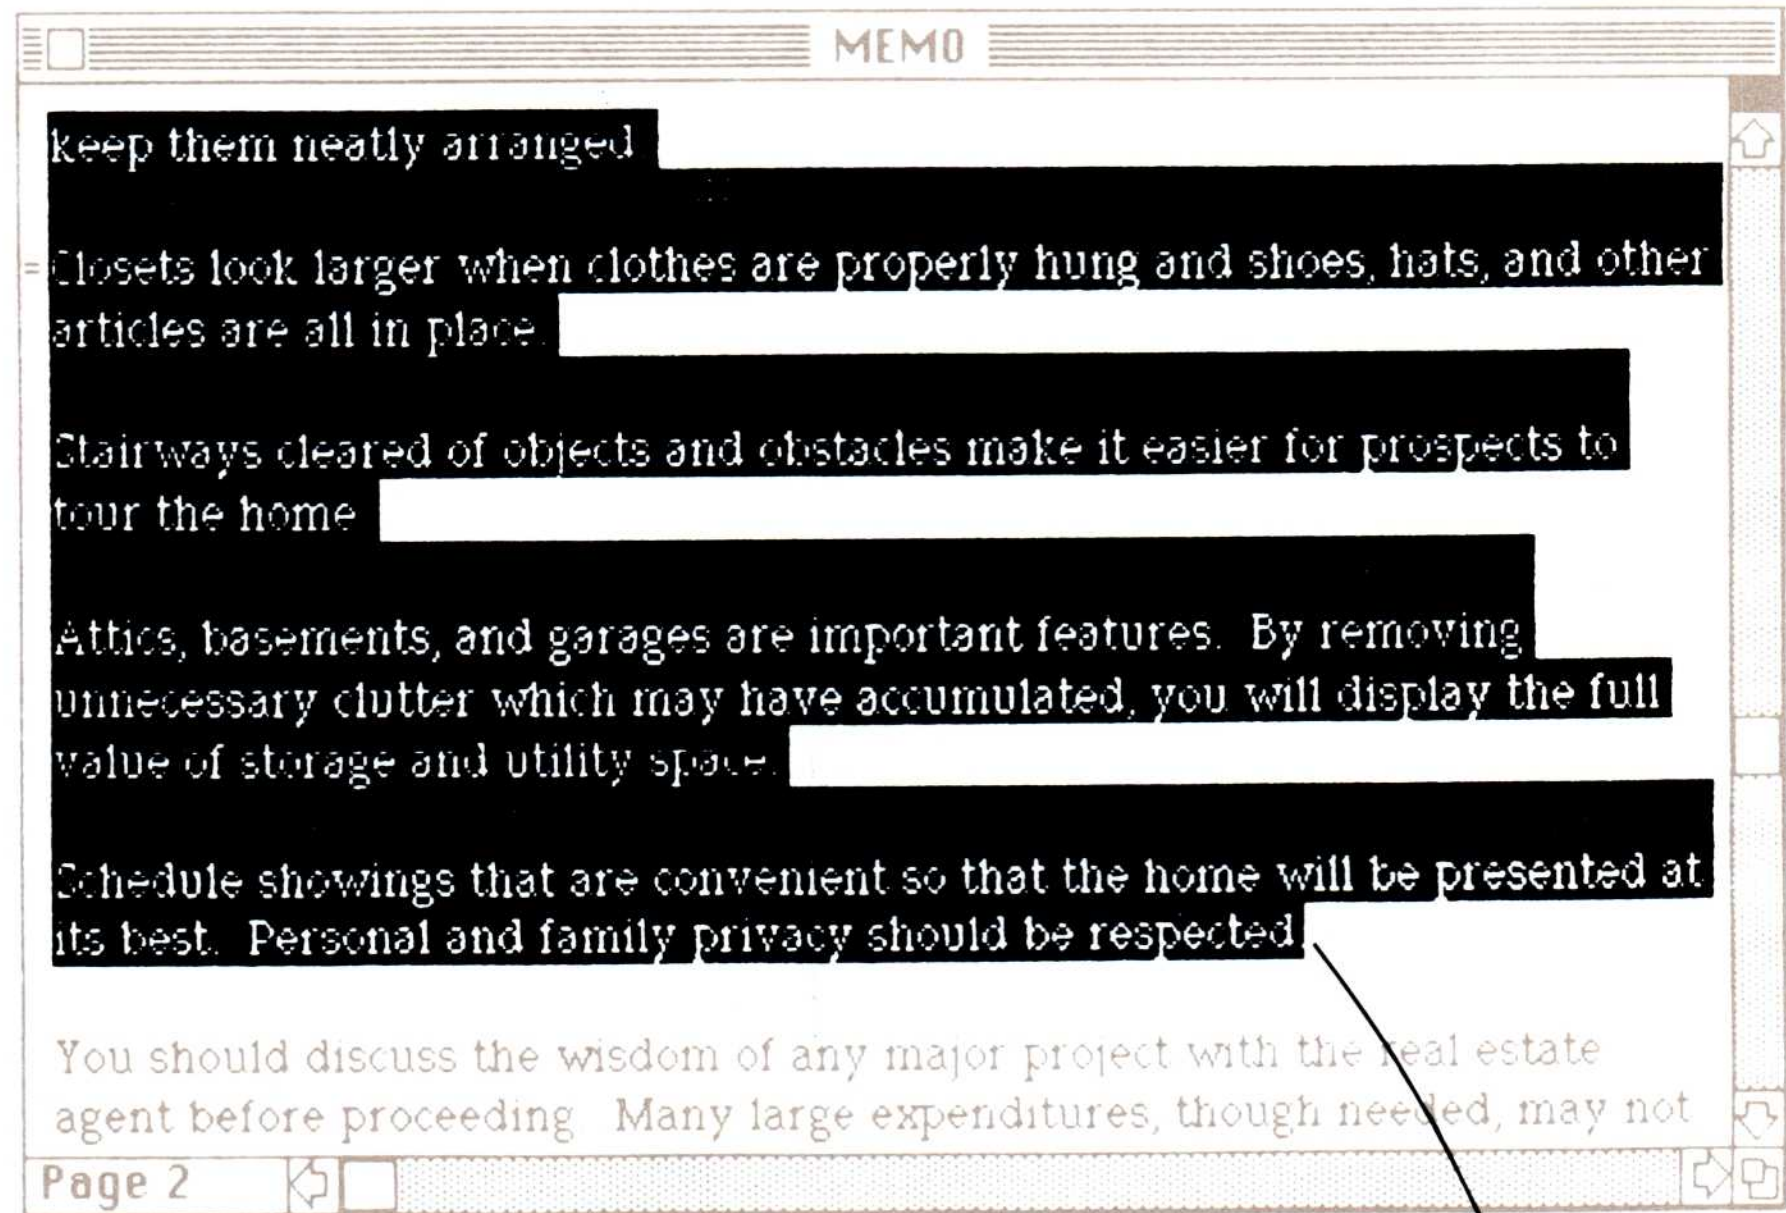 MEMO
keep them neatly arranged
= Closets look larger when clothes are properly hung and shoes, hats, and other
articles are all in place.
Stairways cleared of objects and obstacles make it easier for prospects to
tour the home
Attics, basements, and garages are important features. By removing
unnecessary clutter which may have accumulated, you will display the full
value of storage and utility space.
Schedule showings that are convenient so that the home will be presented at
its best. Personal and family privacy should be respected.
You should discuss the wisdom of any major project with the real estate
agent before proceeding Many large expenditures, though needed, may not
Page 2